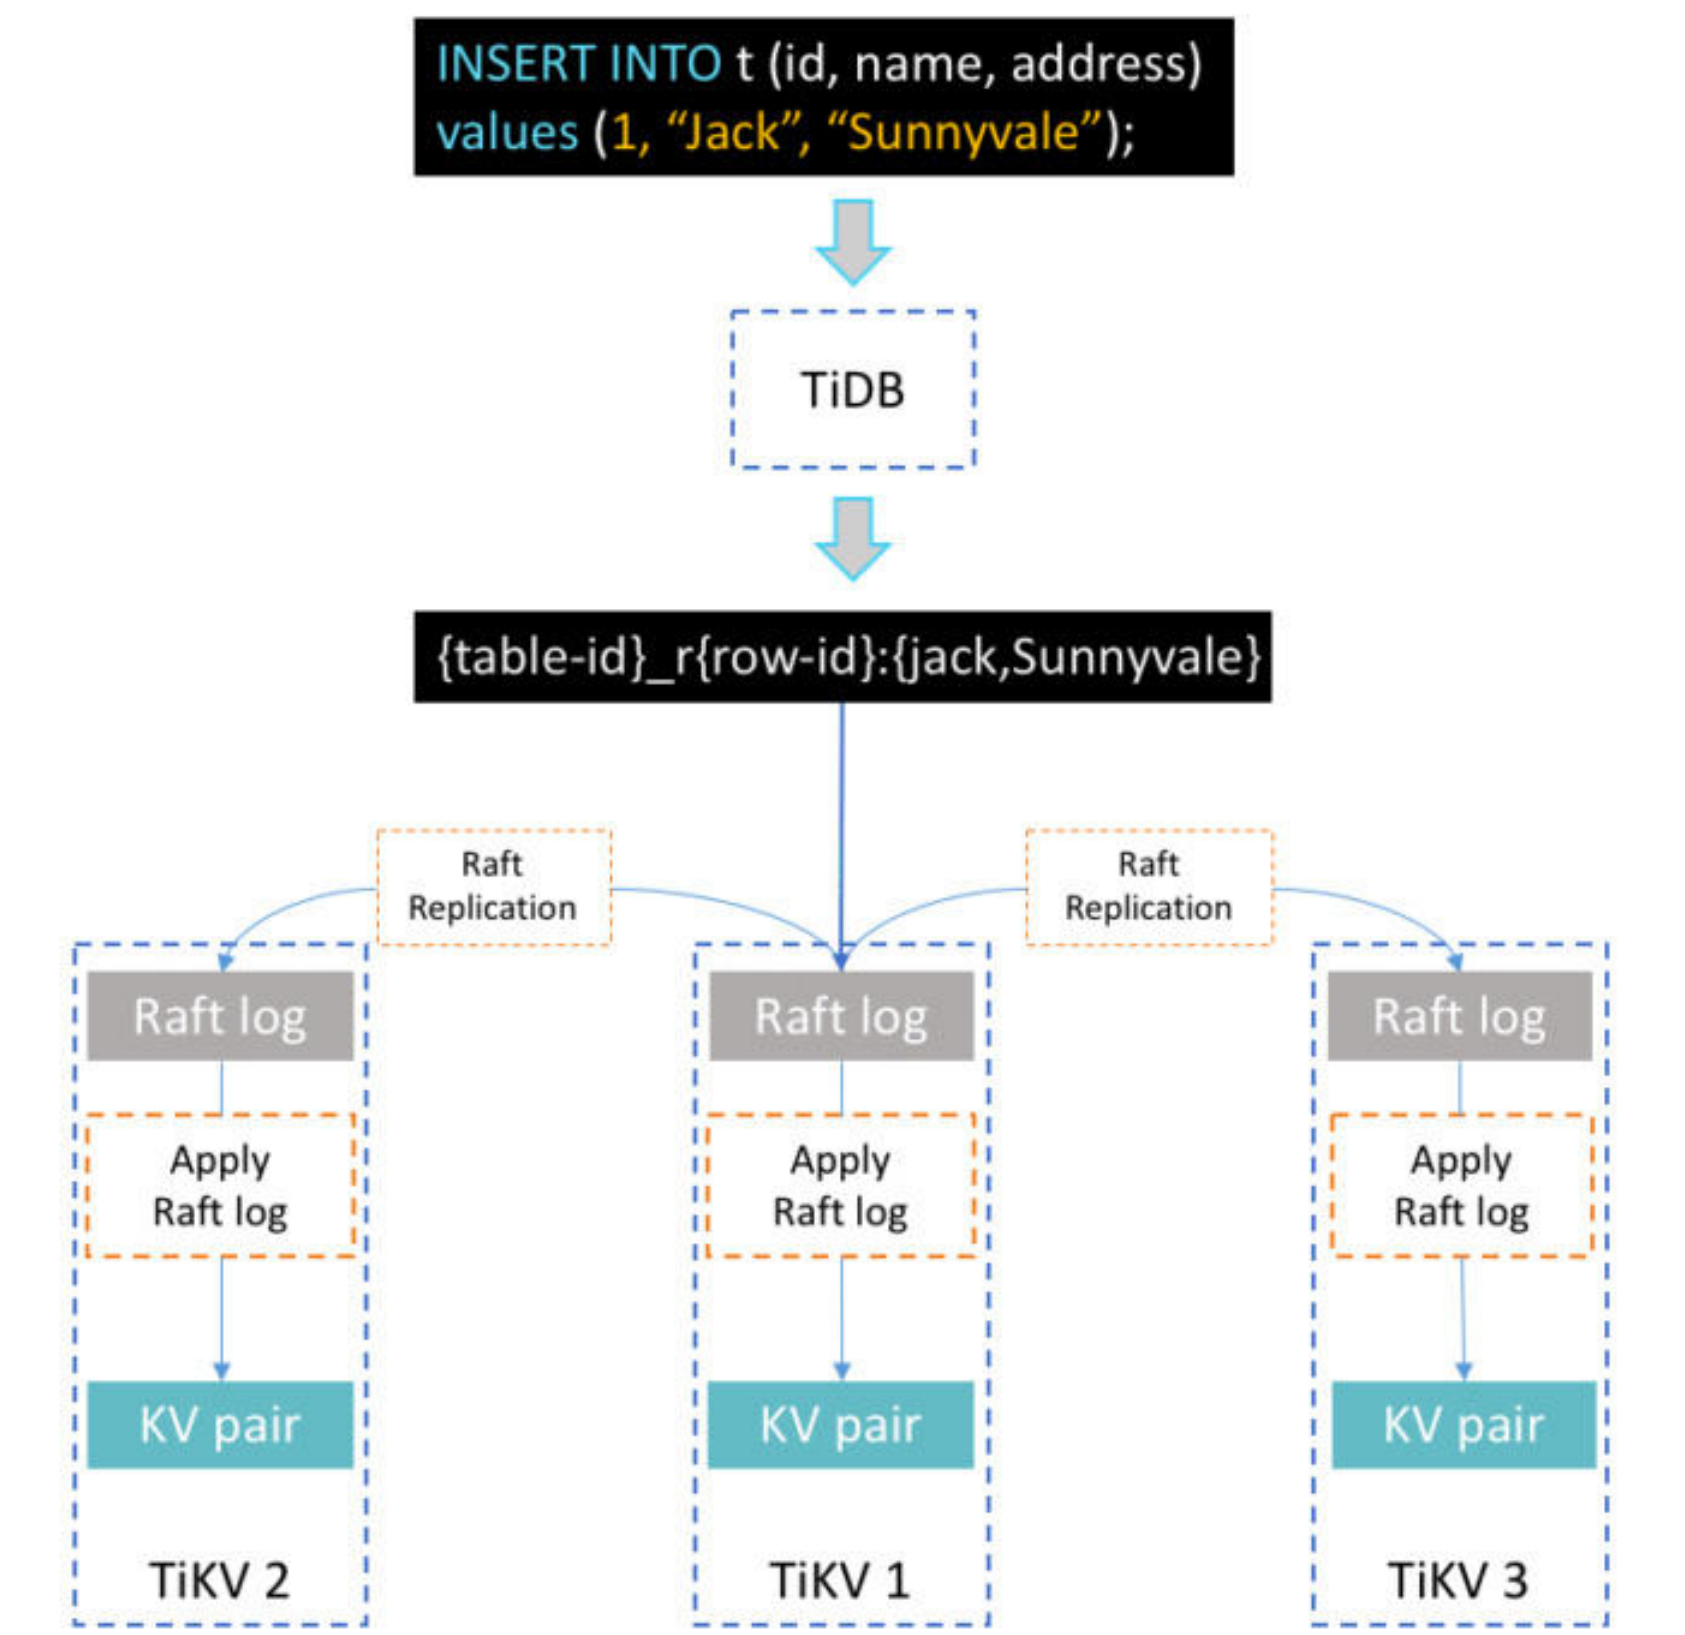 INSERT INTO t (id, name, address)
values (1, “Jack”, “Sunnyvale”);
TiDB
{table-id}_r{row-id}:{jack,Sunnyvale}
Raft
Replication
Raft
Replication
Raft log
Raft log
Raft log
Apply
Raft log
Apply
Raft log
Apply
Raft log
KV pair
KV pair
KV pair
TiKV 2
TiKV 1
TiKV 3